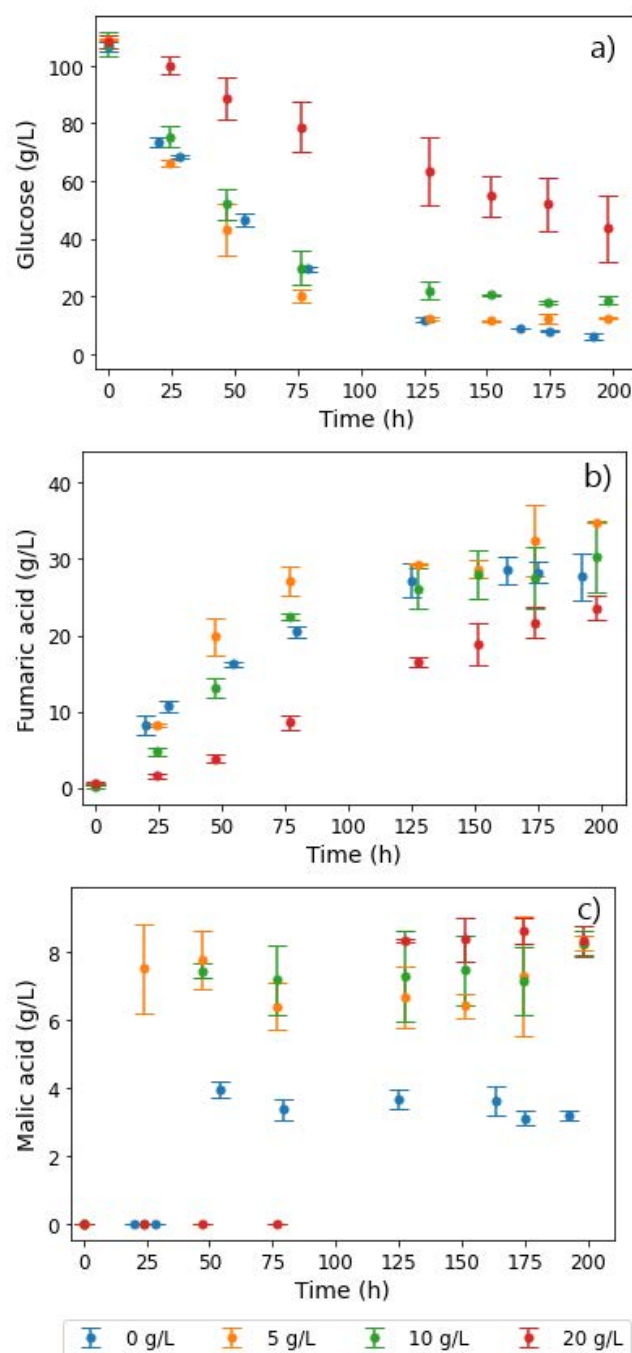 a)
Glucose (g/L)
100
80
60
40
20
0
0 25 50 75 100 125 150 175 200
Time (h)
b)
Fumaric acid (g/L)
40
30
20
10
0
0 25 50 75 100 125 150 175 200
Time (h)
c)
Malic acid (g/L)
8
6
4
2
0
0 25 50 75 100 125 150 175 200
Time (h)
0 g/L 5 g/L 10 g/L 20 g/L